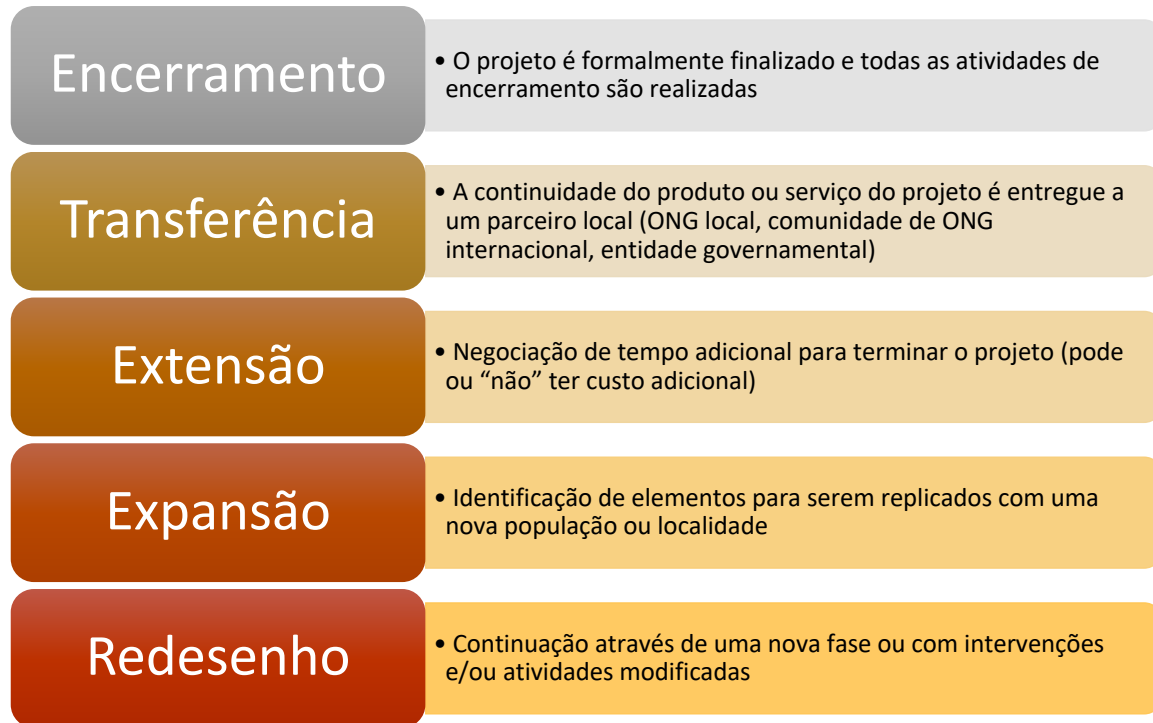 Encerramento
• O projeto é formalmente finalizado e todas as atividades de
encerramento são realizadas
Transferência
• A continuidade do produto ou serviço do projeto é entregue a
um parceiro local (ONG local, comunidade de ONG
internacional, entidade governamental)
Extensão
• Negociação de tempo adicional para terminar o projeto (pode
ou “não” ter custo adicional)
Expansão
• Identificação de elementos para serem replicados com uma
nova população ou localidade
Redesenho
• Continuação através de uma nova fase ou com intervenções
e/ou atividades modificadas